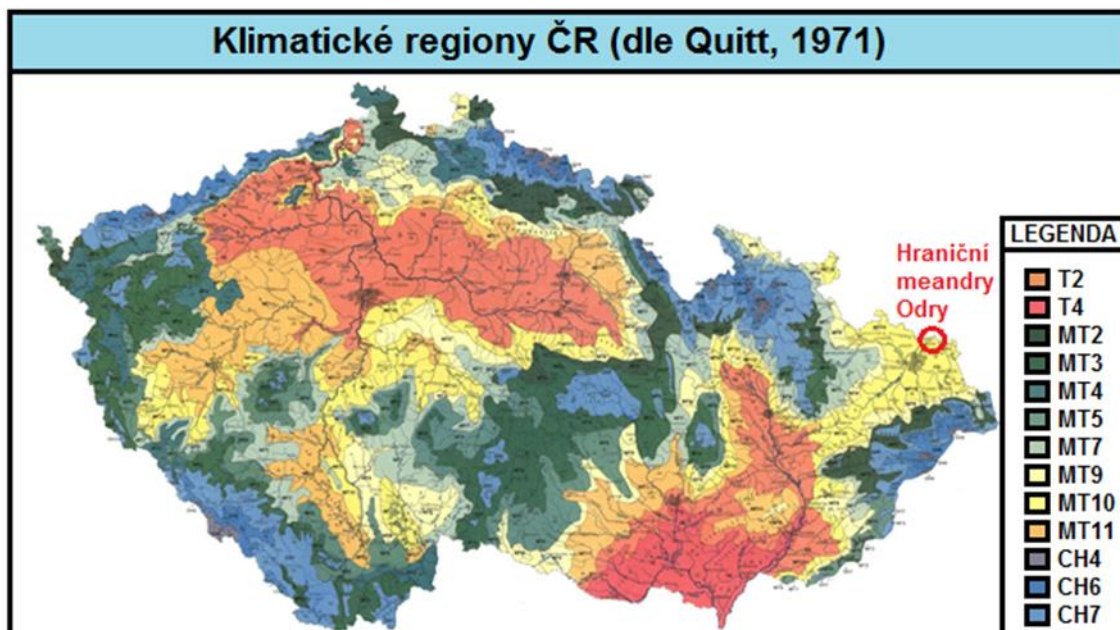 Klimatické regiony ČR (dle Quitt, 1971)
Hraniční
meandry
Odry
LEGENDA
T2
T4
MT2
MT3
MT4
MT5
MT7
MT9
MT10
MT11
CH4
CH6
CH7